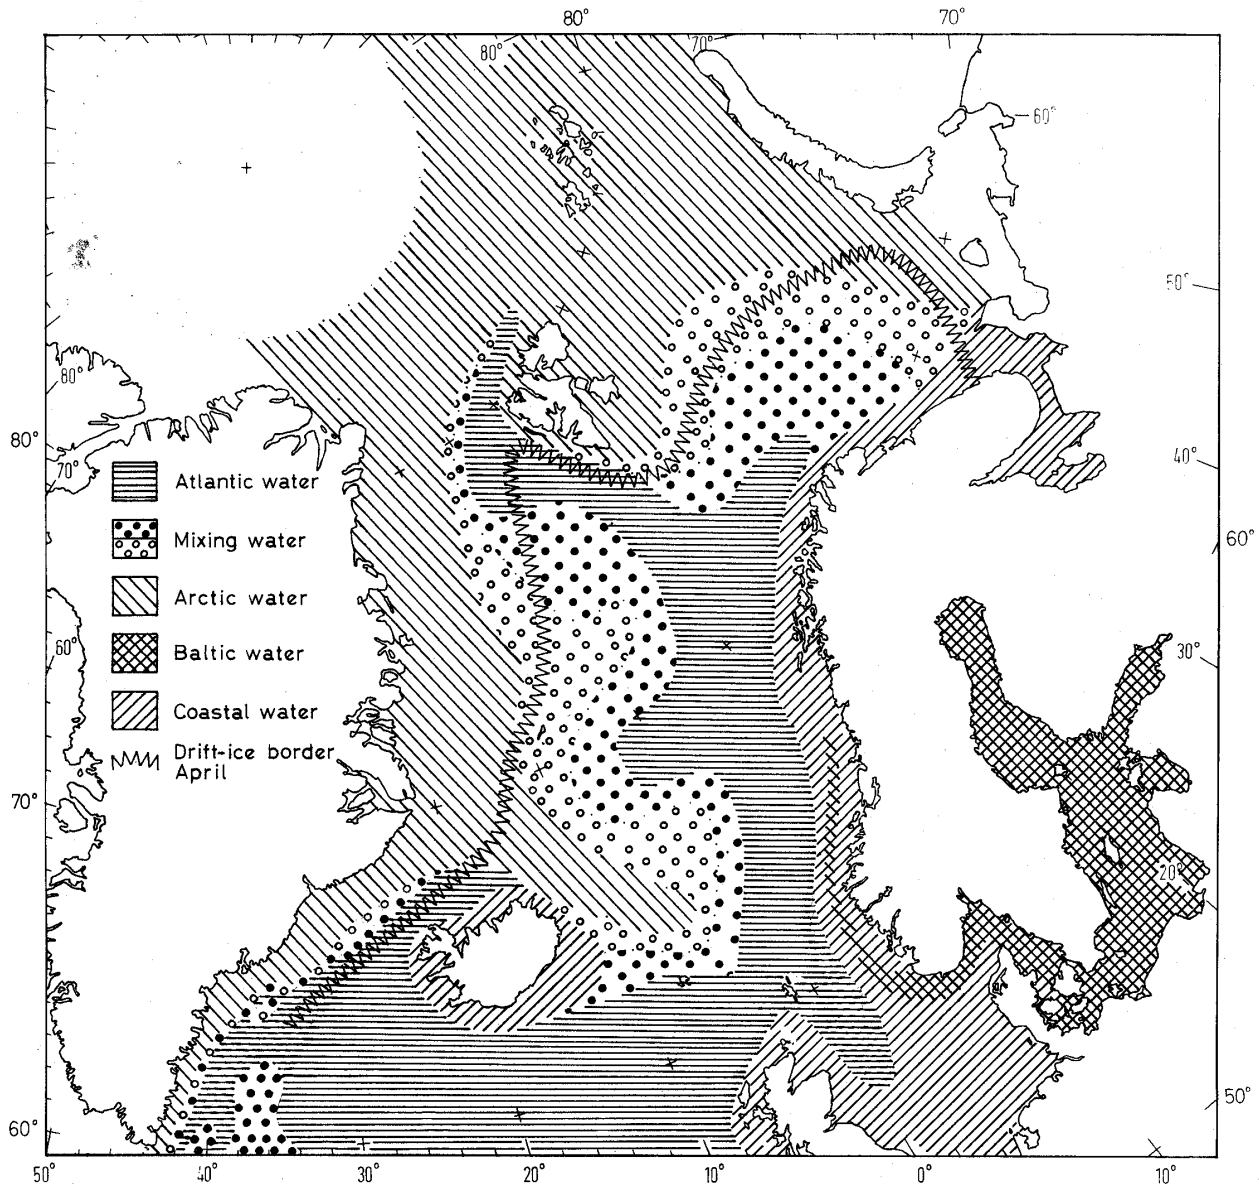 80° 70°
80° 70°
60°
50°
80°
80°
70°
40°
Atlantic water
Mixing water
60°
Arctic water
Baltic water
60°
30°
Coastal water
Drift-ice border
April
70°
20°
50°
60°
50° 40° 30° 20° 10° 0° 10°